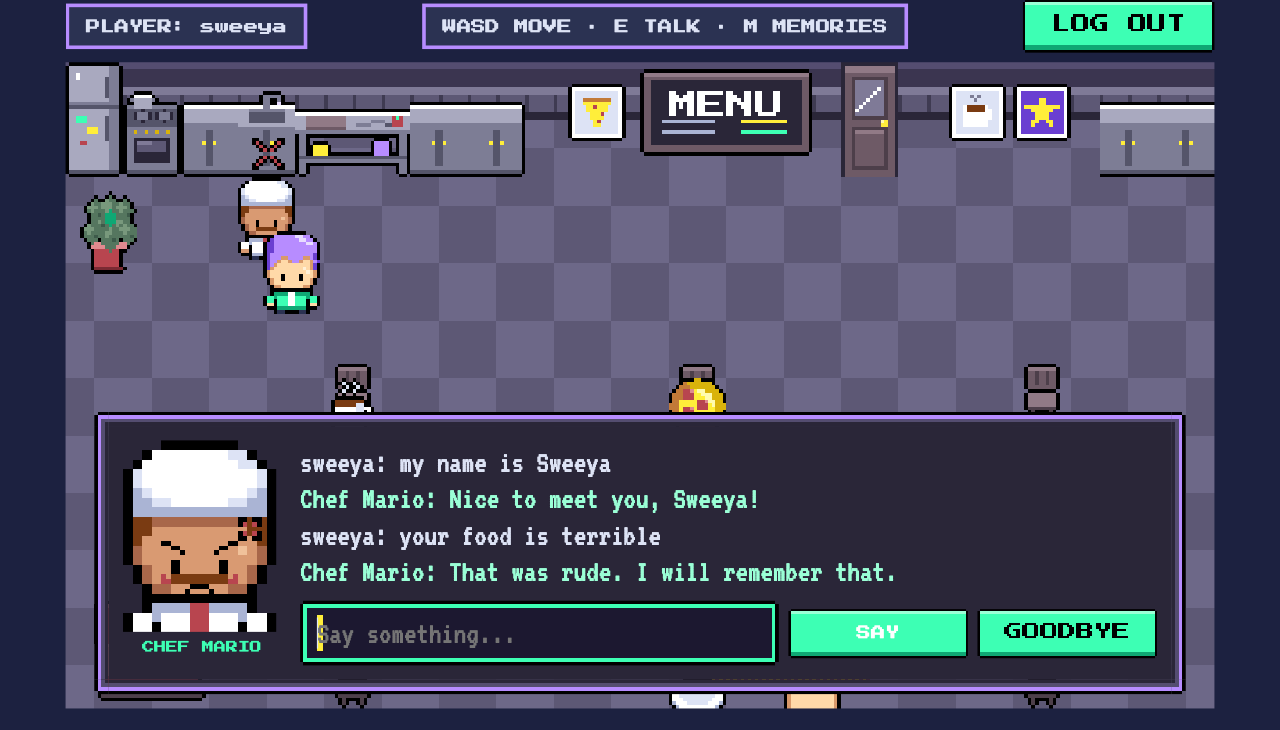 PLAYER: sweeya
WASD MOVE · E TALK · M MEMORIES
LOG OUT
MENU
sweeya: my name is Sweeya
Chef Mario: Nice to meet you, Sweeya!
sweeya: your food is terrible
Chef Mario: That was rude. I will remember that.
Say something...
SAY
GOODBYE
CHEF MARIO